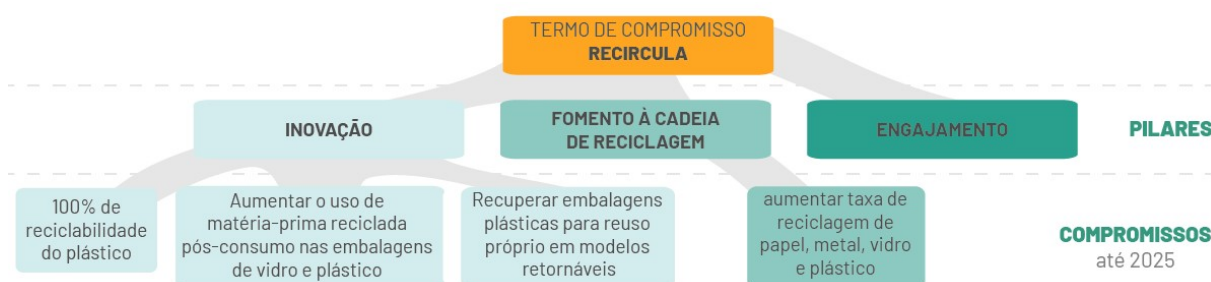 TERMO DE COMPROMISSO
RECIRCULA
INOVAÇÃO
FOMENTO À CADEIA
DE RECICLAGEM
ENGAJAMENTO
PILARES
100% de
reciclabilidade
do plástico
Aumentar o uso de
matéria-prima reciclada
pós-consumo nas embalagens
de vidro e plástico
Recuperar embalagens
plásticas para reuso
próprio em modelos
retornáveis
aumentar taxa de
reciclagem de
papel, metal, vidro
e plástico
COMPROMISSOS
até 2025